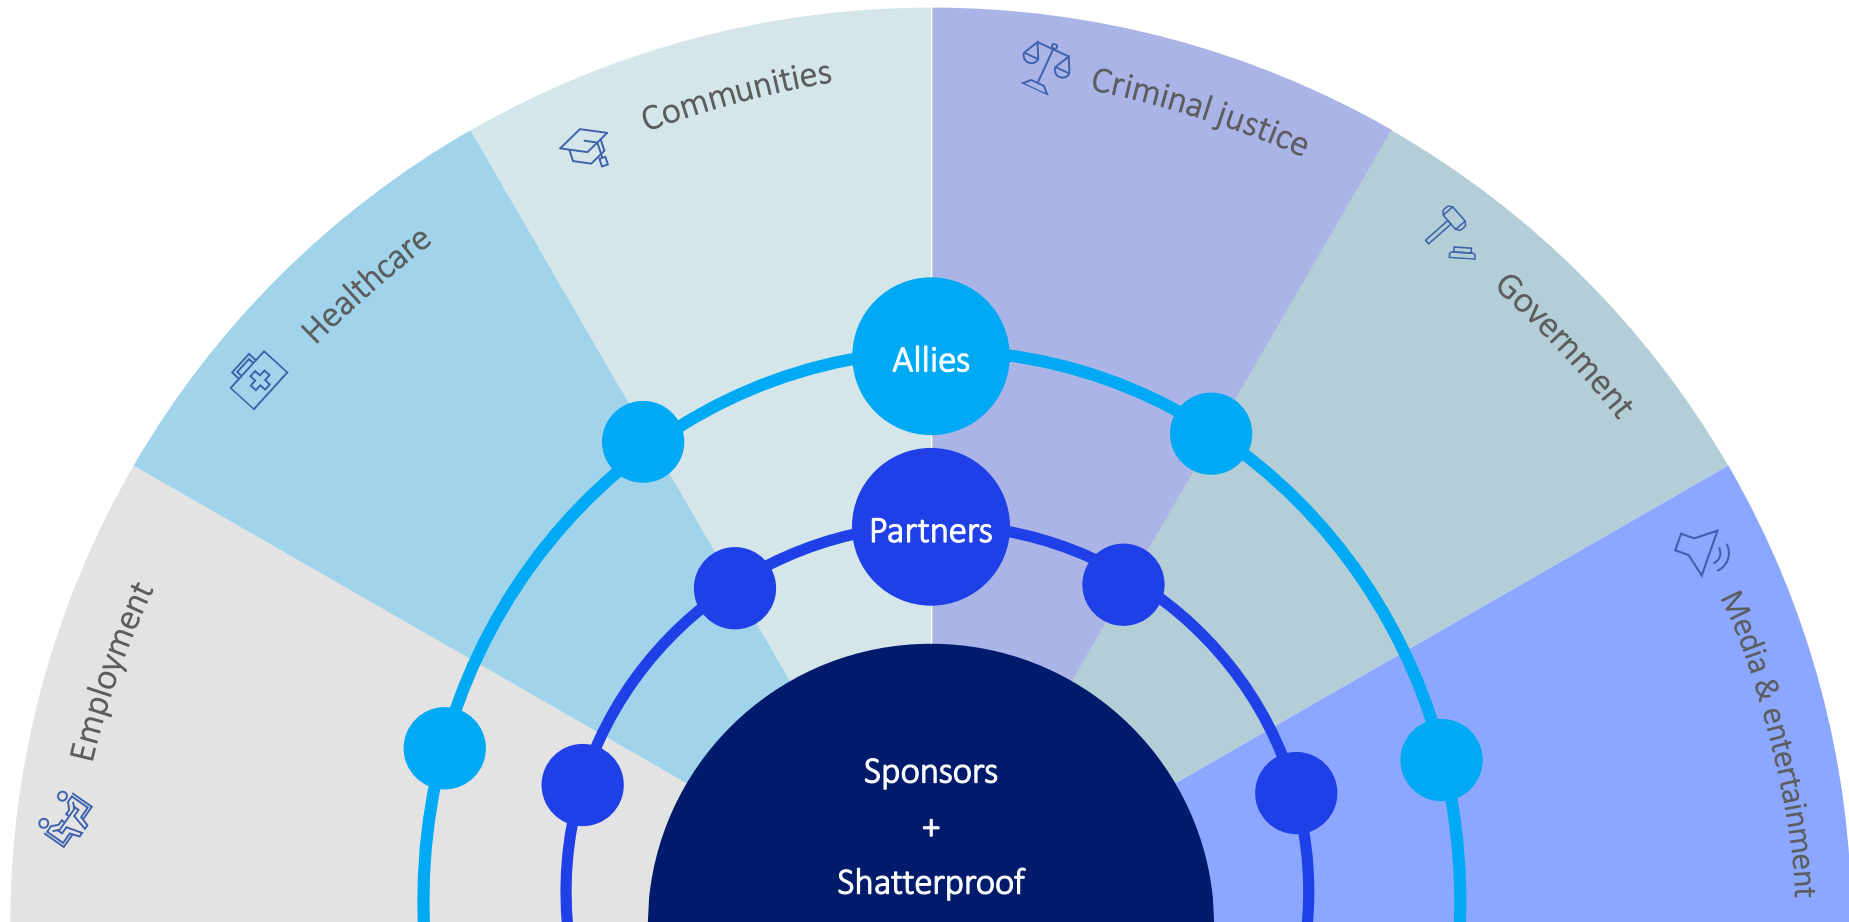 Communities
Criminal justice
Healthcare
Government
Employment
Media & entertainment
Allies
Partners
Sponsors
+
Shatterproof